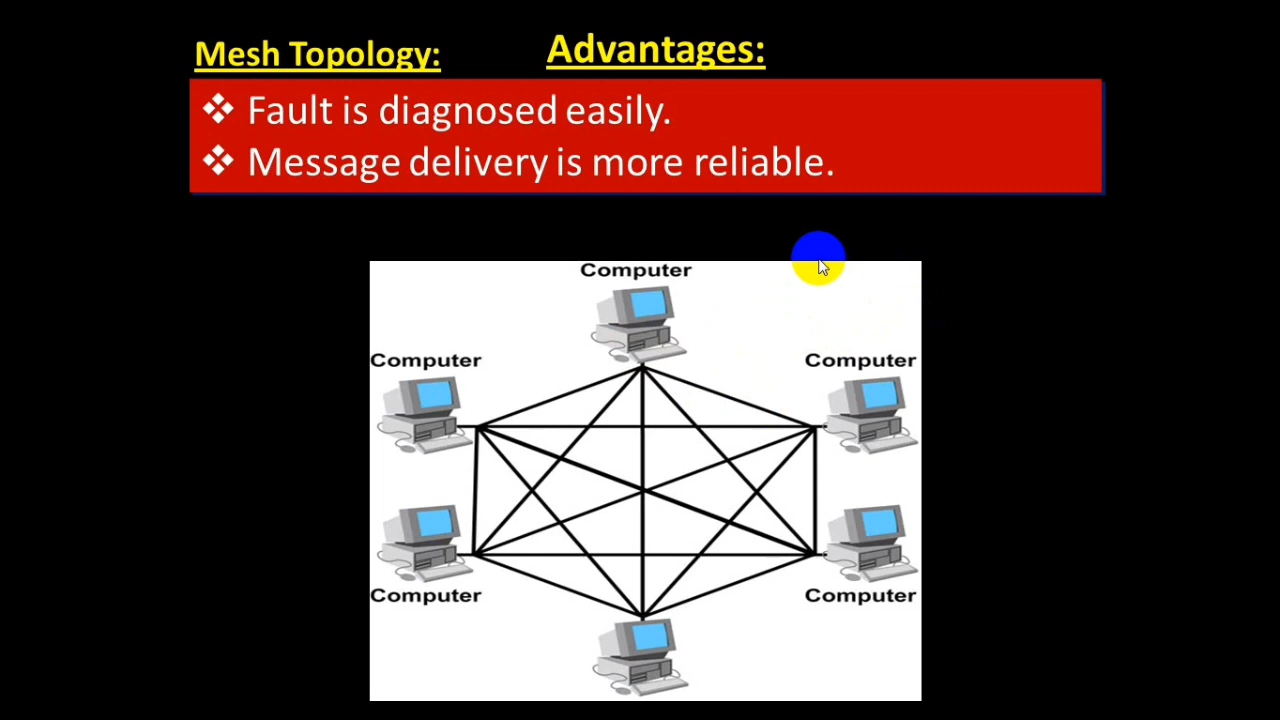 Mesh Topology: Advantages:
❖ Fault is diagnosed easily.
❖ Message delivery is more reliable.
Computer
Computer Computer
Computer Computer